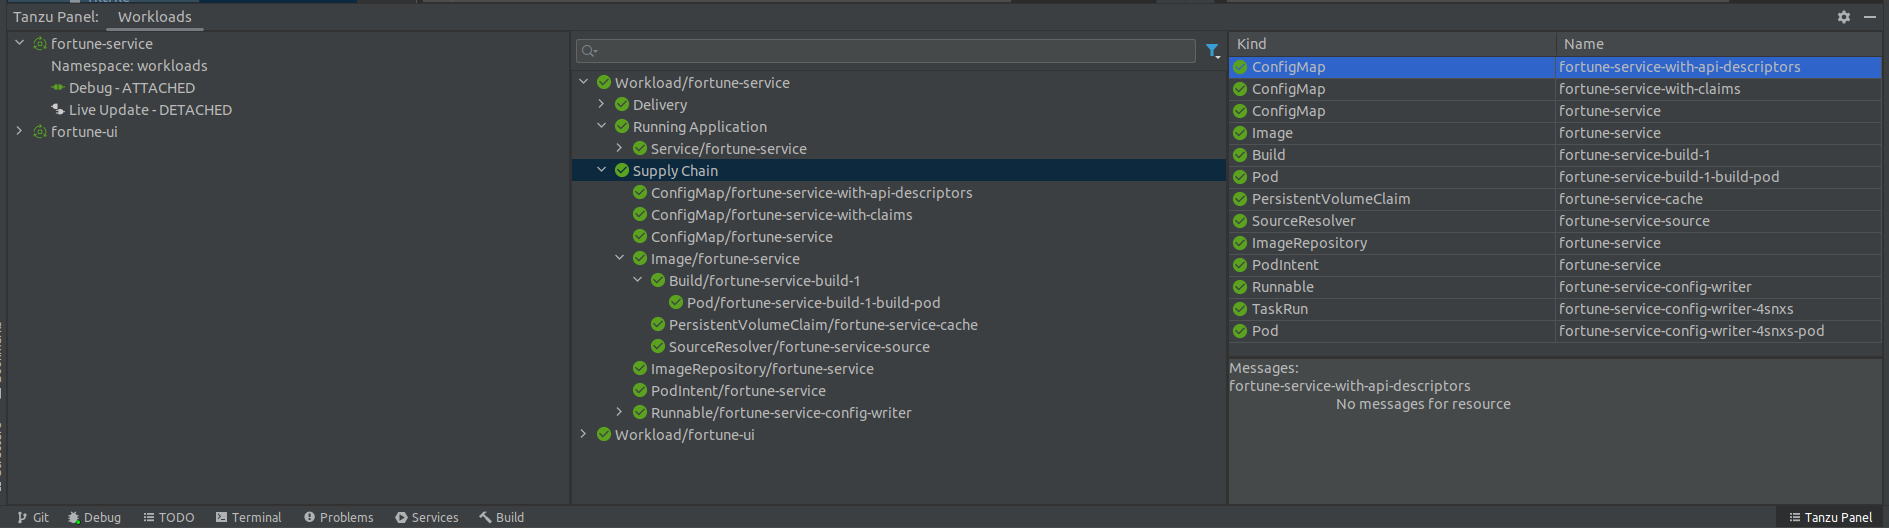 Tanzu Panel: Workloads
fortune-service
Namespace: workloads
Debug - ATTACHED
Live Update - DETACHED
fortune-ui
Workload/fortune-service
Delivery
Running Application
Service/fortune-service
Supply Chain
ConfigMap/fortune-service-with-api-descriptors
ConfigMap/fortune-service-with-claims
ConfigMap/fortune-service
Image/fortune-service
Build/fortune-service-build-1
Pod/fortune-service-build-1-build-pod
PersistentVolumeClaim/fortune-service-cache
SourceResolver/fortune-service-source
ImageRepository/fortune-service
PodIntent/fortune-service
Runnable/fortune-service-config-writer
Workload/fortune-ui
Kind Name
ConfigMap fortune-service-with-api-descriptors
ConfigMap fortune-service-with-claims
ConfigMap fortune-service
Image fortune-service
Build fortune-service-build-1
Pod fortune-service-build-1-build-pod
PersistentVolumeClaim fortune-service-cache
SourceResolver fortune-service-source
ImageRepository fortune-service
PodIntent fortune-service
Runnable fortune-service-config-writer
TaskRun fortune-service-config-writer-4snxs
Pod fortune-service-config-writer-4snxs-pod
Messages:
fortune-service-with-api-descriptors
No messages for resource
Git Debug TODO Terminal Problems Services Build Tanzu Panel